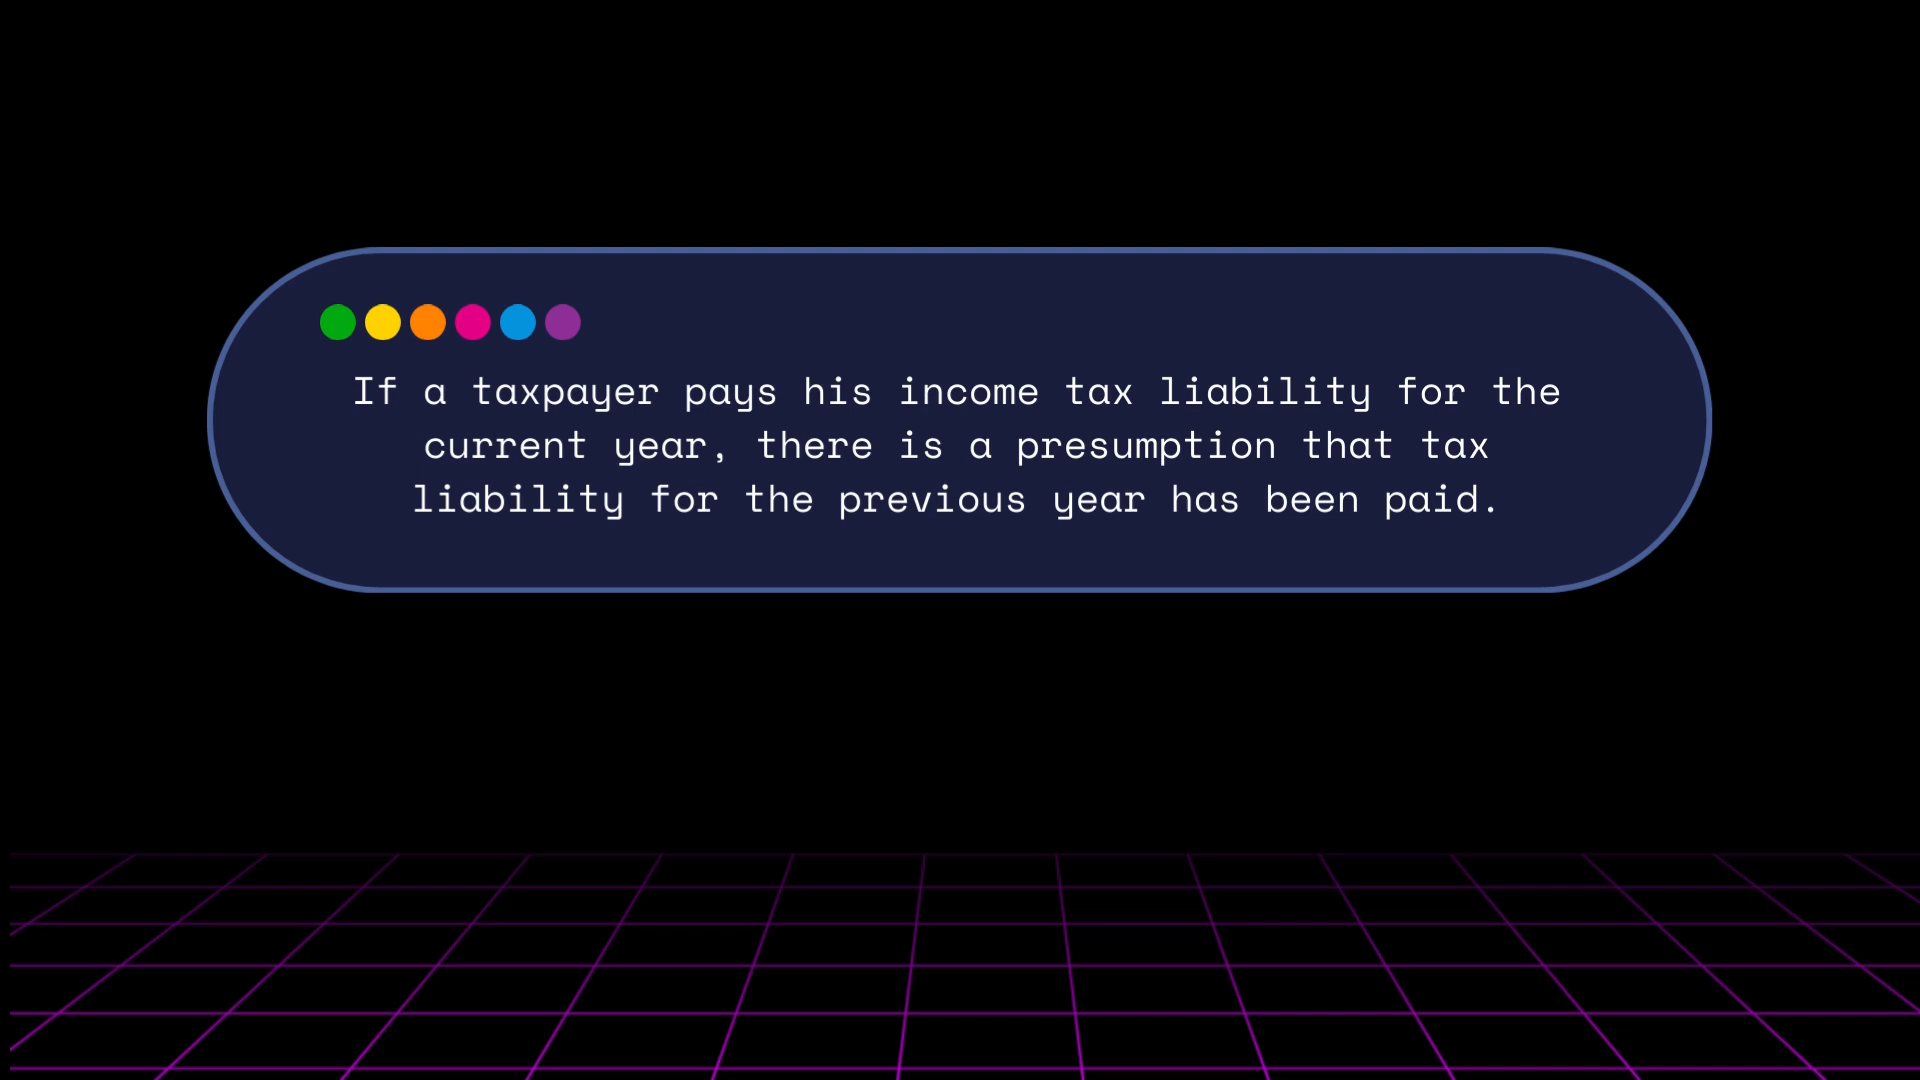 If a taxpayer pays his income tax liability for the
current year, there is a presumption that tax
liability for the previous year has been paid.